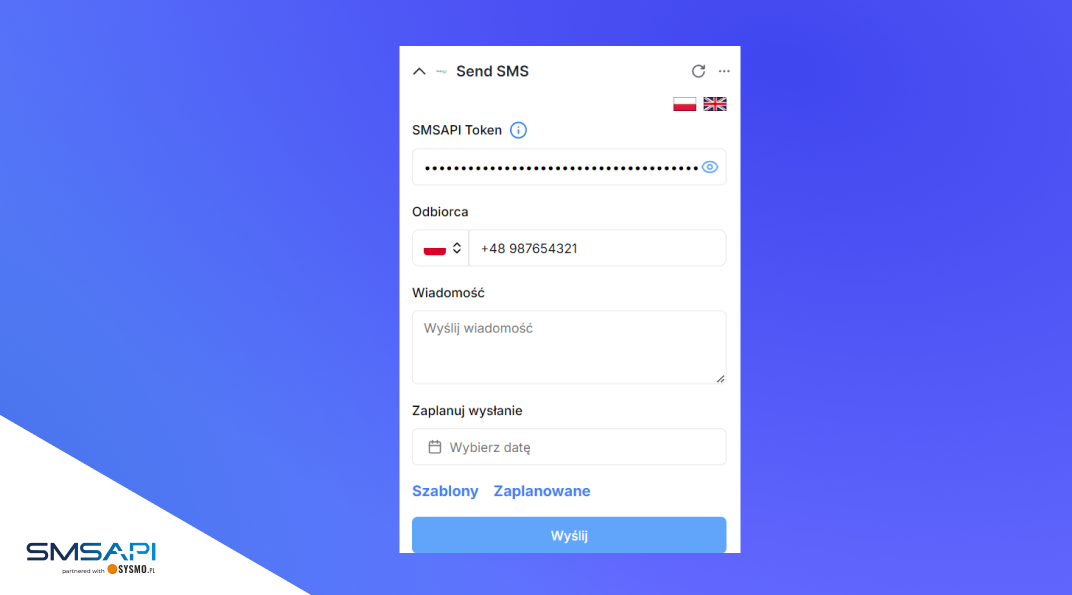 Send SMS
SMSAPI Token
••••••••••••••••••••••••••••••••••••••
Odbiorca
+48 987654321
Wiadomość
Wyślij wiadomość
Zaplanuj wysłanie
Wybierz datę
Szablony Zaplanowane
Wyślij
SMSAPI
partnered with SYSMO.PL